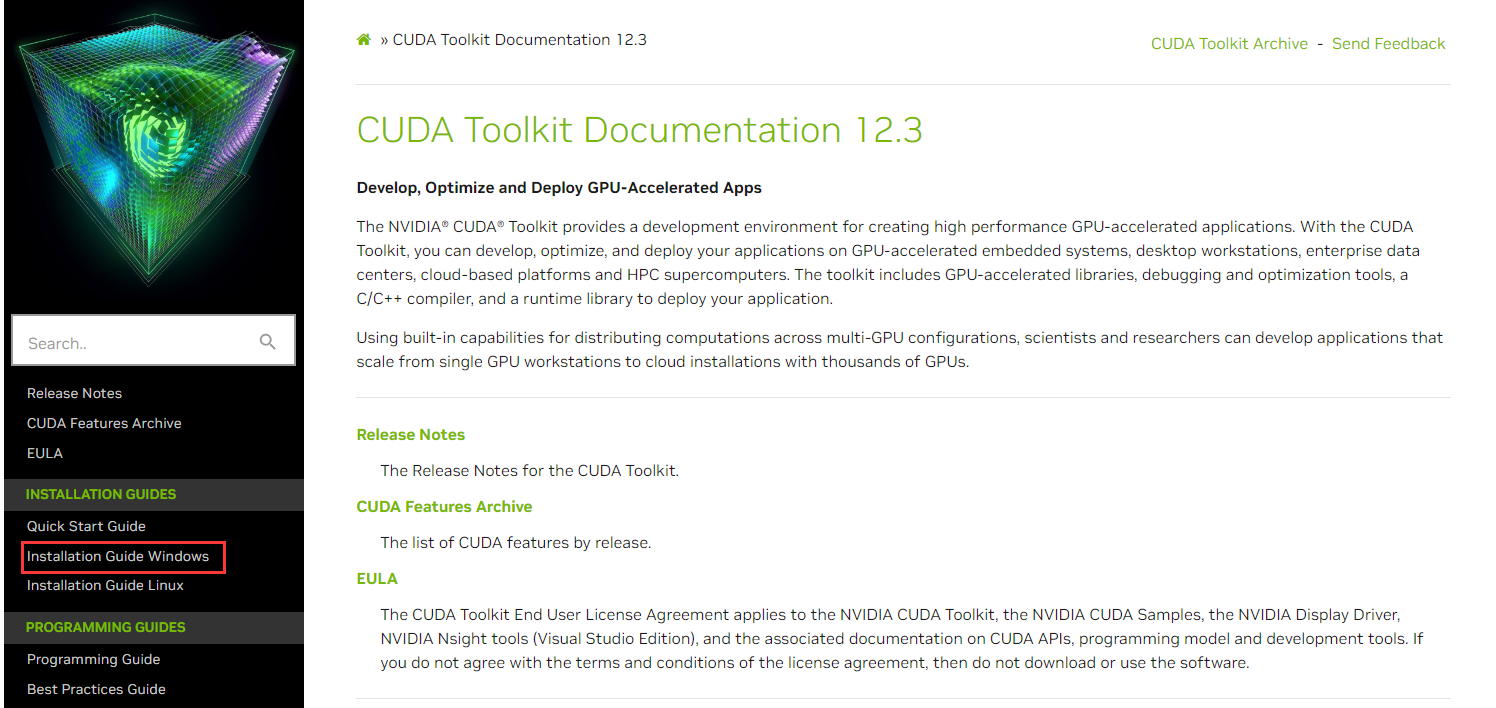 » CUDA Toolkit Documentation 12.3
CUDA Toolkit Archive - Send Feedback
CUDA Toolkit Documentation 12.3
Develop, Optimize and Deploy GPU-Accelerated Apps
The NVIDIA® CUDA® Toolkit provides a development environment for creating high performance GPU-accelerated applications. With the CUDA
Toolkit, you can develop, optimize, and deploy your applications on GPU-accelerated embedded systems, desktop workstations, enterprise data
centers, cloud-based platforms and HPC supercomputers. The toolkit includes GPU-accelerated libraries, debugging and optimization tools, a
C/C++ compiler, and a runtime library to deploy your application.
Using built-in capabilities for distributing computations across multi-GPU configurations, scientists and researchers can develop applications that
scale from single GPU workstations to cloud installations with thousands of GPUs.
Release Notes
The Release Notes for the CUDA Toolkit.
CUDA Features Archive
The list of CUDA features by release.
EULA
The CUDA Toolkit End User License Agreement applies to the NVIDIA CUDA Toolkit, the NVIDIA CUDA Samples, the NVIDIA Display Driver,
NVIDIA Nsight tools (Visual Studio Edition), and the associated documentation on CUDA APIs, programming model and development tools. If
you do not agree with the terms and conditions of the license agreement, then do not download or use the software.
Search..
Release Notes
CUDA Features Archive
EULA
INSTALLATION GUIDES
Quick Start Guide
Installation Guide Windows
Installation Guide Linux
PROGRAMMING GUIDES
Programming Guide
Best Practices Guide